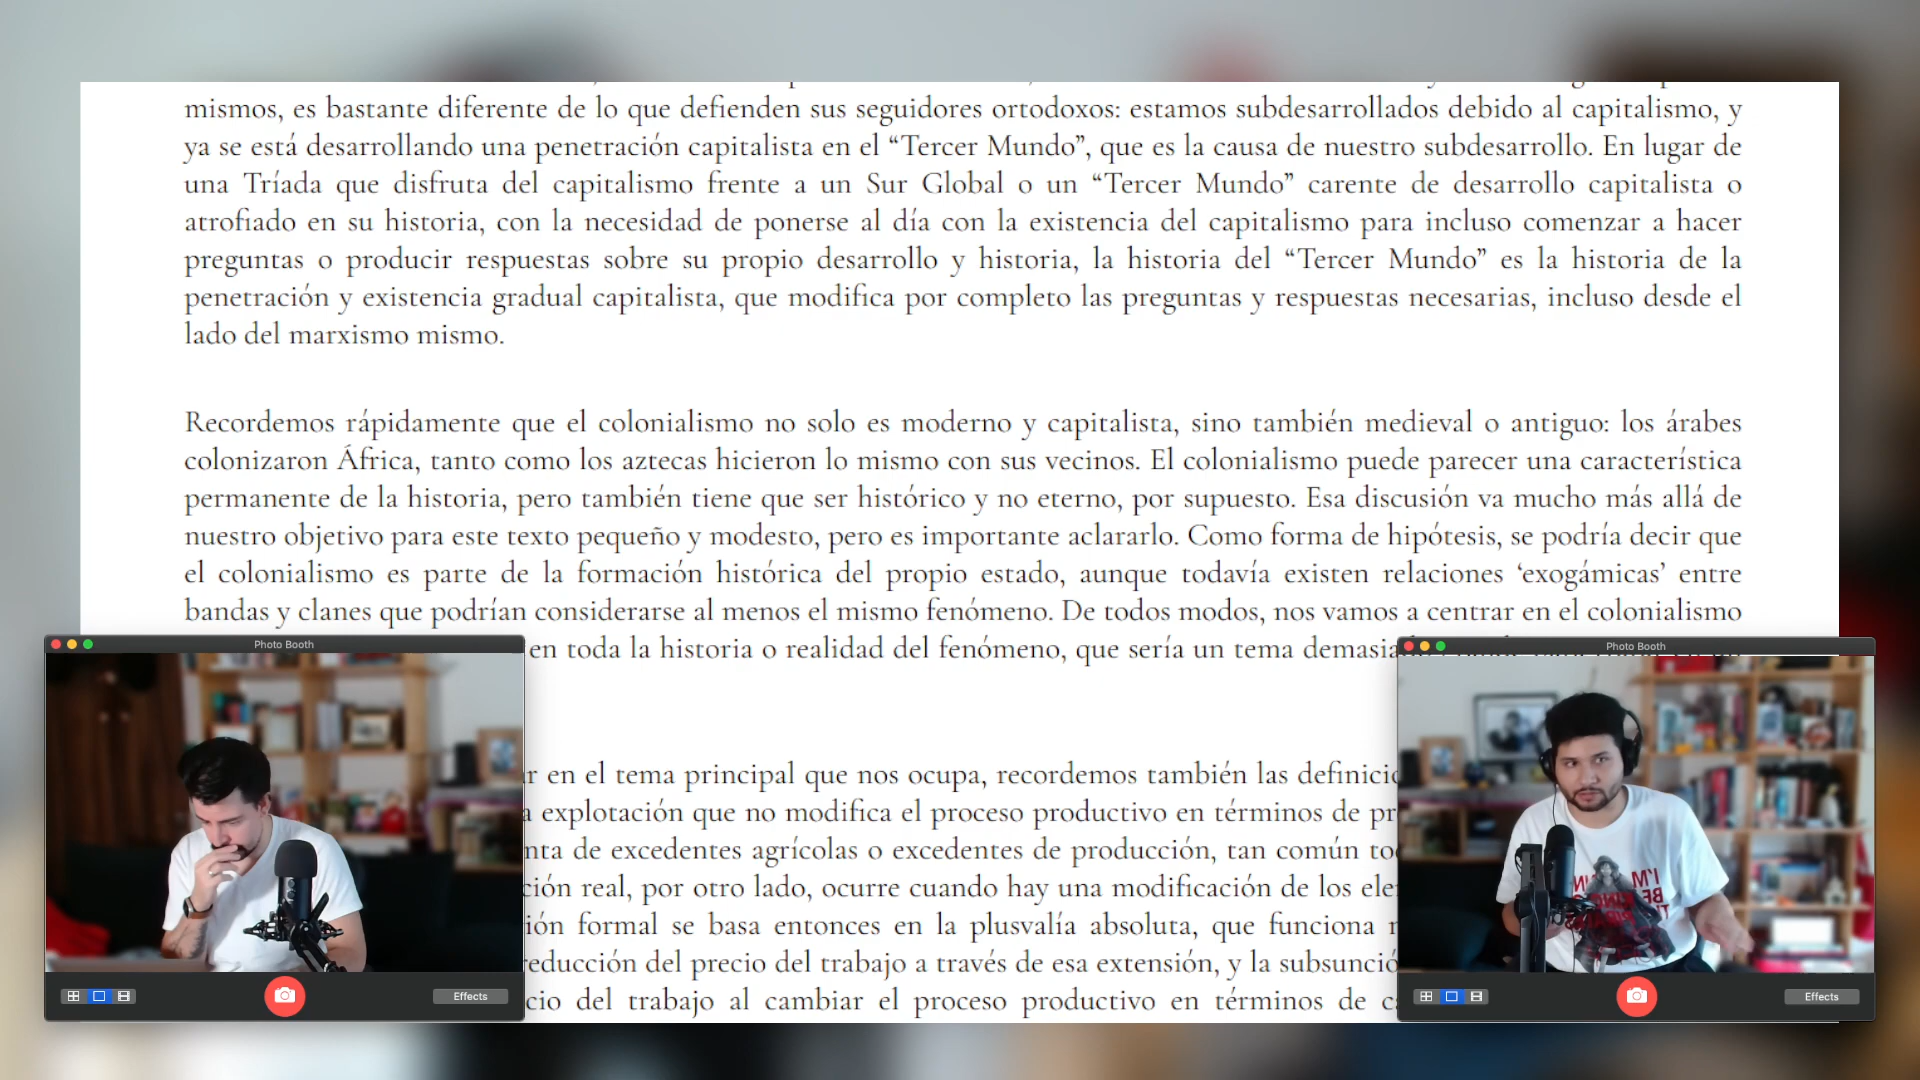 mismos, es bastante diferente de lo que defienden sus seguidores ortodoxos: estamos subdesarrollados debido al capitalismo, y
ya se está desarrollando una penetración capitalista en el “Tercer Mundo”, que es la causa de nuestro subdesarrollo. En lugar de
una Tríada que disfruta del capitalismo frente a un Sur Global o un “Tercer Mundo” carente de desarrollo capitalista o
atrofiado en su historia, con la necesidad de ponerse al día con la existencia del capitalismo para incluso comenzar a hacer
preguntas o producir respuestas sobre su propio desarrollo y historia, la historia del “Tercer Mundo” es la historia de la
penetración y existencia gradual capitalista, que modifica por completo las preguntas y respuestas necesarias, incluso desde el
lado del marxismo mismo.
Recordemos rápidamente que el colonialismo no solo es moderno y capitalista, sino también medieval o antiguo: los árabes
colonizaron África, tanto como los aztecas hicieron lo mismo con sus vecinos. El colonialismo puede parecer una característica
permanente de la historia, pero también tiene que ser histórico y no eterno, por supuesto. Esa discusión va mucho más allá de
nuestro objetivo para este texto pequeño y modesto, pero es importante aclararlo. Como forma de hipótesis, se podría decir que
el colonialismo es parte de la formación histórica del propio estado, aunque todavía existen relaciones ‘exogámicas’ entre
bandas y clanes que podrían considerarse al menos el mismo fenómeno. De todos modos, nos vamos a centrar en el colonialismo
en toda la historia o realidad del fenómeno, que sería un tema
en el tema principal que nos ocupa, recordemos también las
explotación que no modifica el proceso productivo en términos de
de excedentes agrícolas o excedentes de producción, tan común
real, por otro lado, ocurre cuando hay una modificación de los
formal se basa entonces en la plusvalía absoluta, que funciona
reducción del precio del trabajo a través de esa extensión, y la
del trabajo al cambiar el proceso productivo en términos de
Photo Booth
Effects
Photo Booth
I'M
Effects